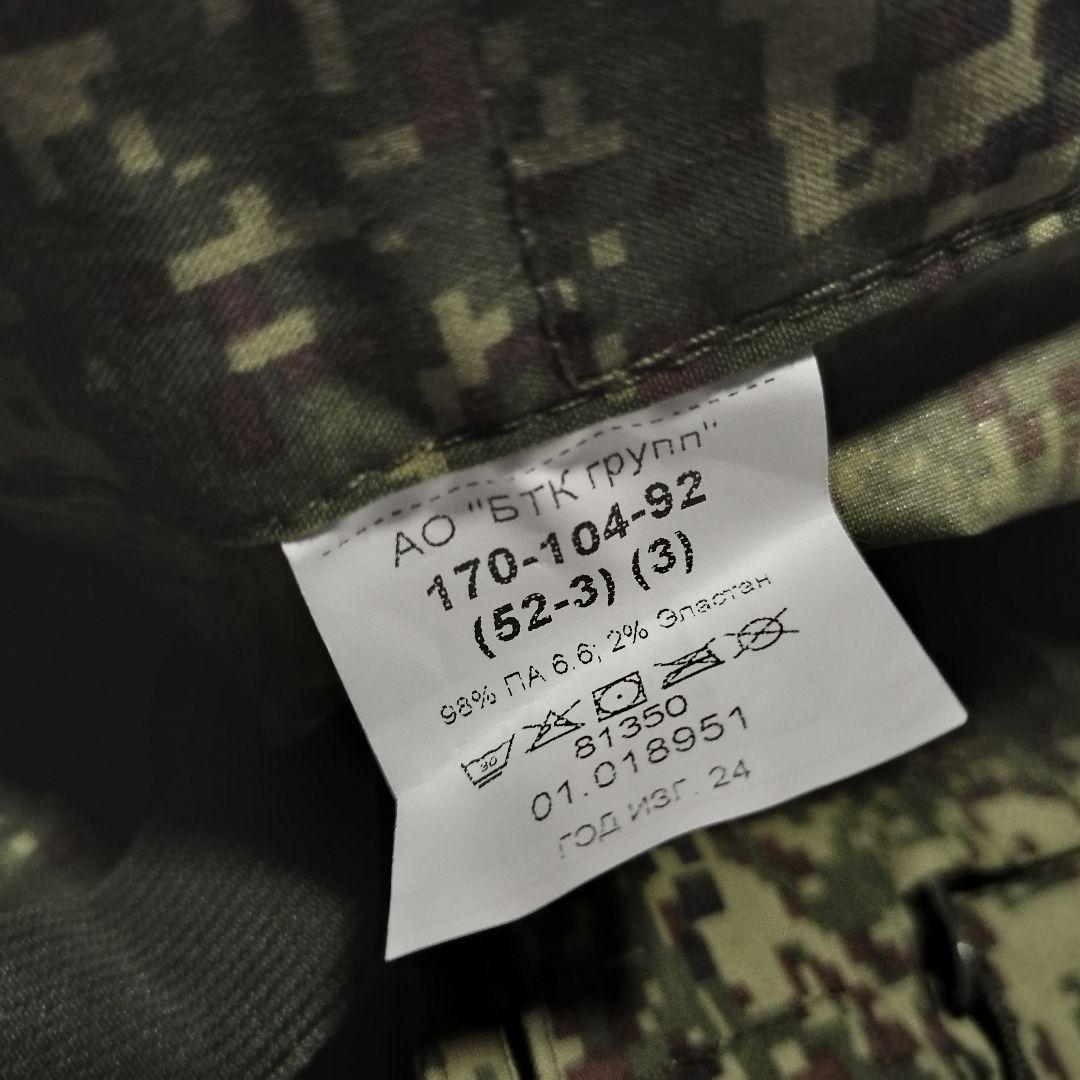 АО "БТК групп"
170-104-92
(52-3) (3)
98% ПА 6.6; 2% Эластан
30
81350
01.018951
ГОД ИЗГ. 24